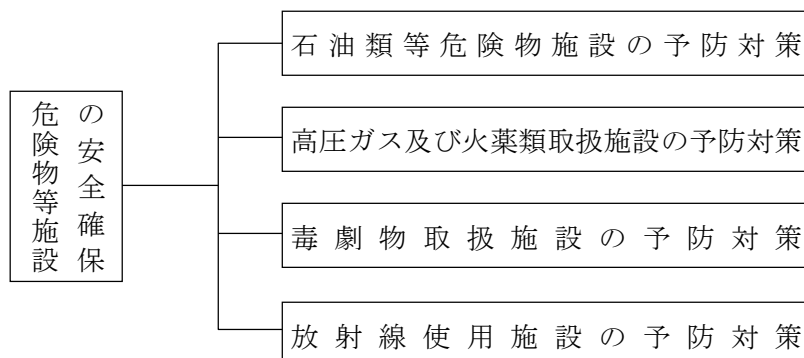 危険物等施設
の安全確保
石油類等危険物施設の予防対策
高圧ガス及び火薬類取扱施設の予防対策
毒劇物取扱施設の予防対策
放射線使用施設の予防対策